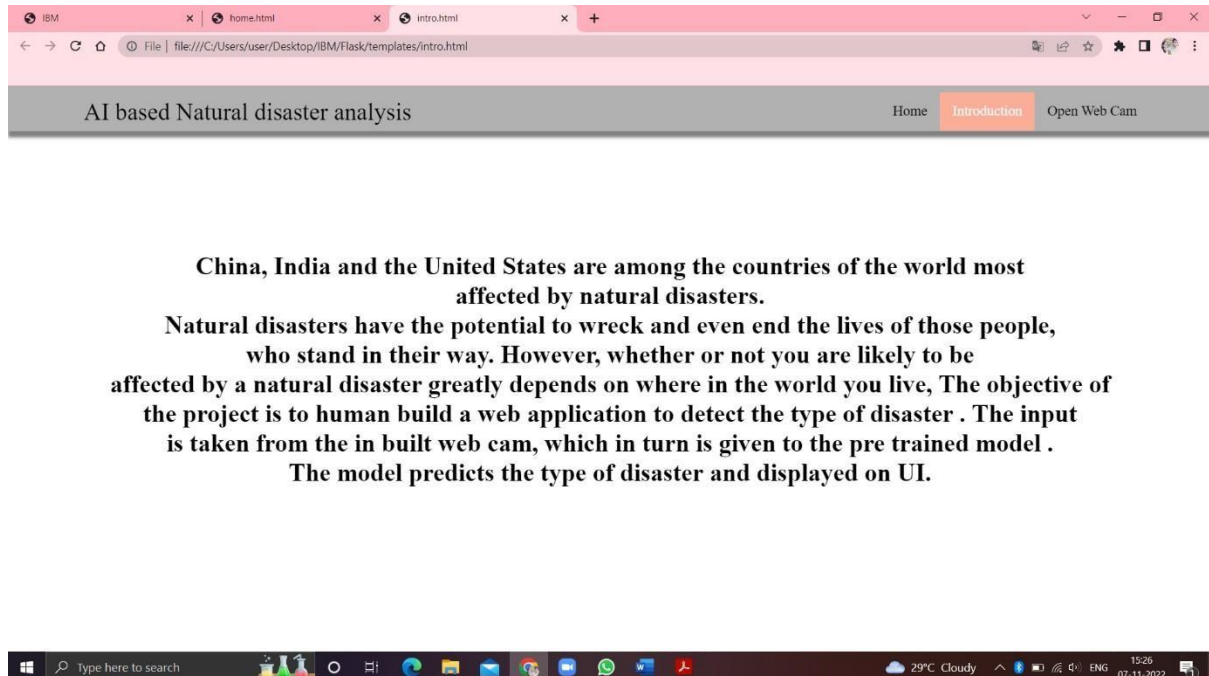 IBM
home.html
intro.html
File | file:///C:/Users/user/Desktop/IBM/Flask/templates/intro.html
AI based Natural disaster analysis
Home Introduction Open Web Cam
China, India and the United States are among the countries of the world most
affected by natural disasters.
Natural disasters have the potential to wreck and even end the lives of those people,
who stand in their way. However, whether or not you are likely to be
affected by a natural disaster greatly depends on where in the world you live, The objective of
the project is to human build a web application to detect the type of disaster . The input
is taken from the in built web cam, which in turn is given to the pre trained model .
The model predicts the type of disaster and displayed on UI.
Type here to search
29°C Cloudy
ENG
15:26
07-11-2022